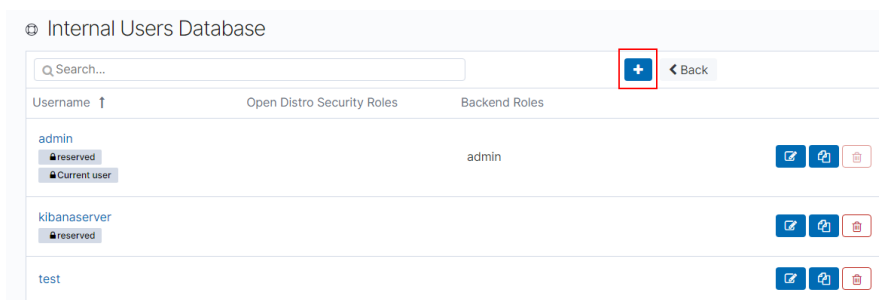 Internal Users Database
Search...
Back
Username Open Distro Security Roles Backend Roles
admin
reserved
Current user
admin
kibanaserver
reserved
test